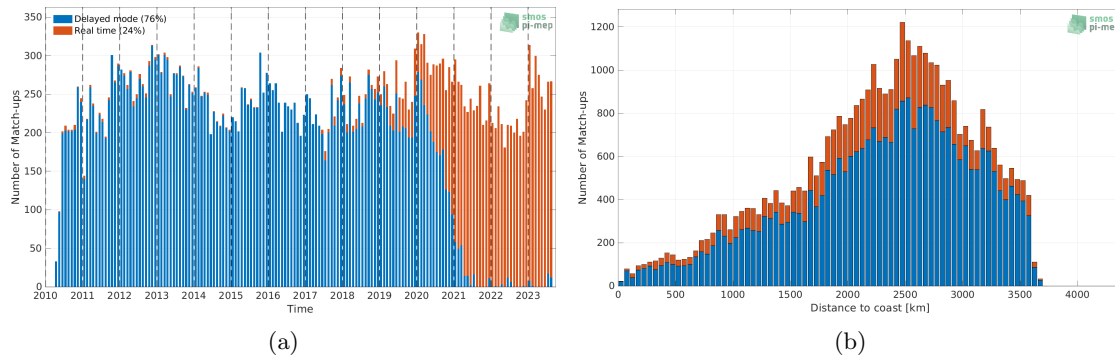 Delayed mode (76%)
Real time (24%)
smos
pi-mep
350
300
250
200
150
100
50
0
Number of Match-ups
2010 2011 2012 2013 2014 2015 2016 2017 2018 2019 2020 2021 2022 2023
Time
(a)
smos
pi-mep
1200
1000
800
600
400
200
0
Number of Match-ups
0 500 1000 1500 2000 2500 3000 3500 4000
Distance to coast [km]
(b)